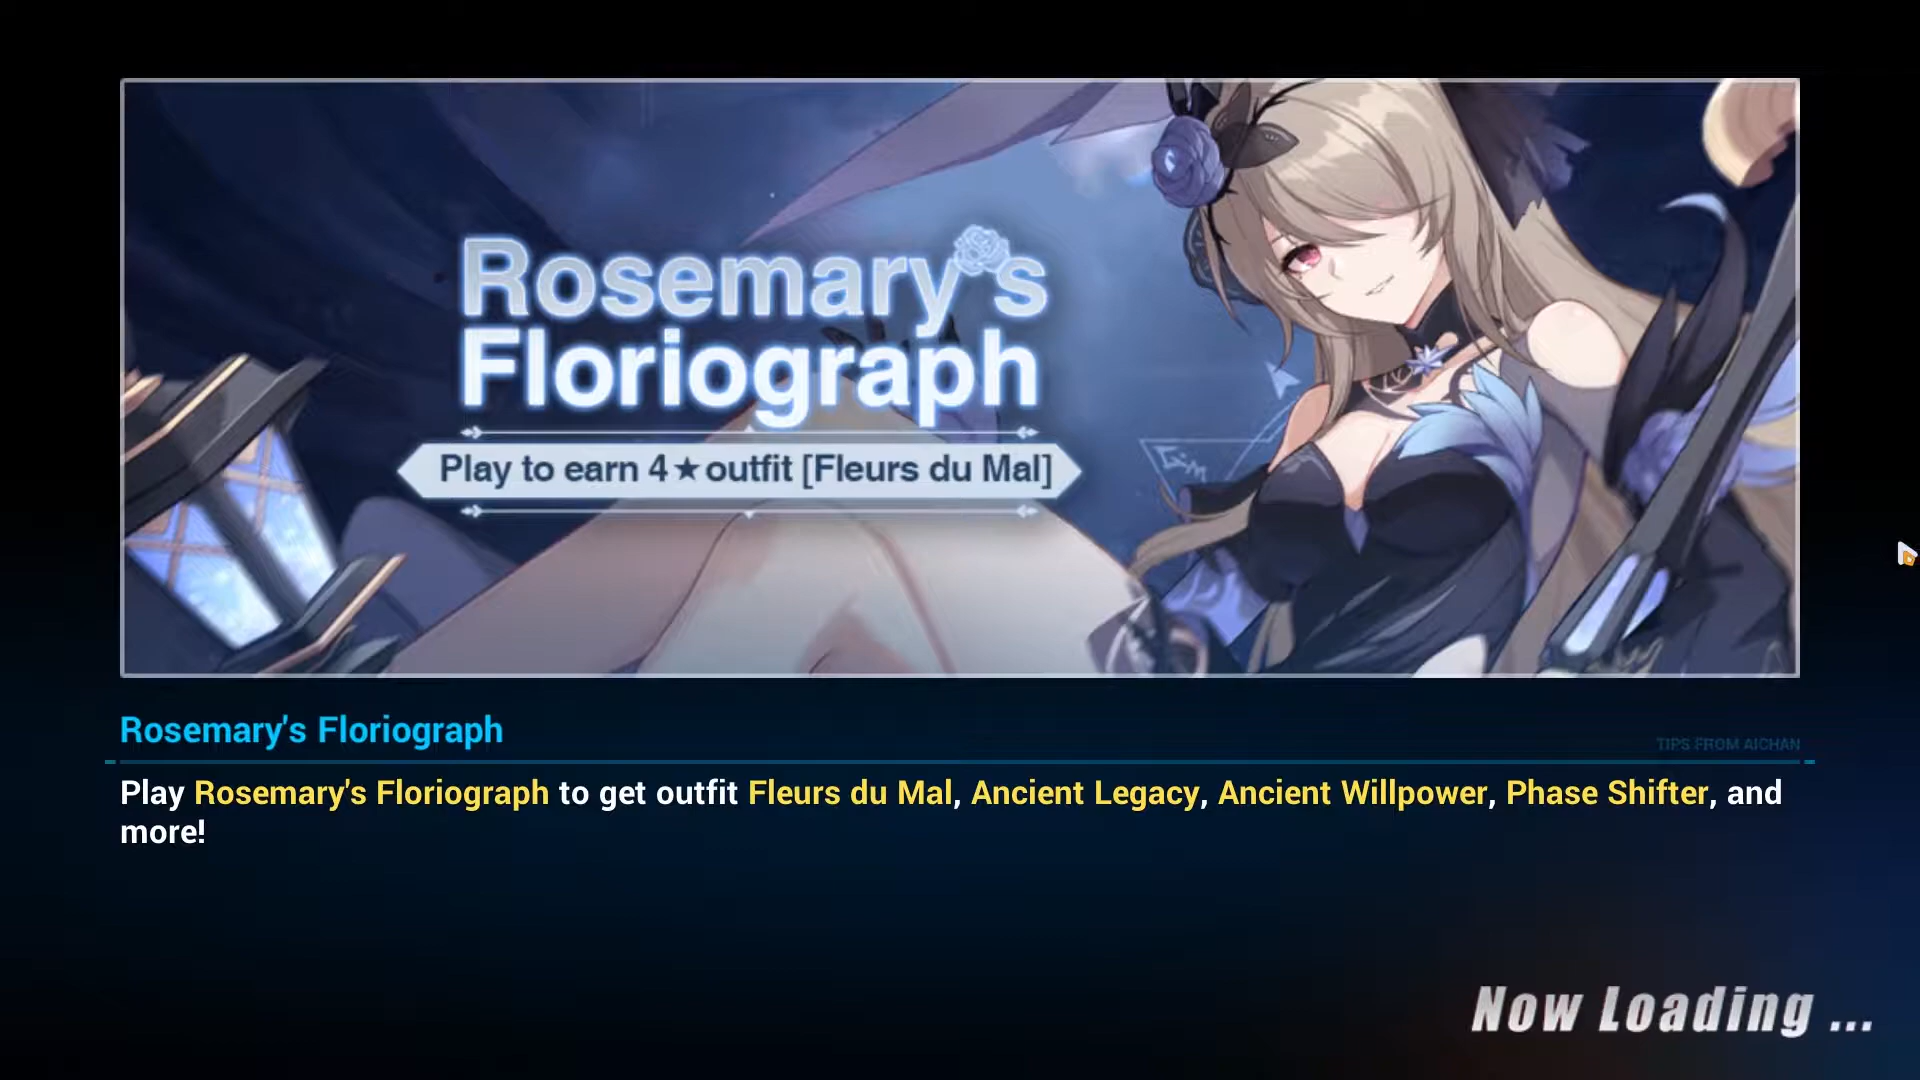 Rosemary's
Floriograph
Play to earn 4★outfit [Fleurs du Mal]
Rosemary's Floriograph
TIPS FROM AICHAN
Play Rosemary's Floriograph to get outfit Fleurs du Mal, Ancient Legacy, Ancient Willpower, Phase Shifter, and
more!
Now Loading ...